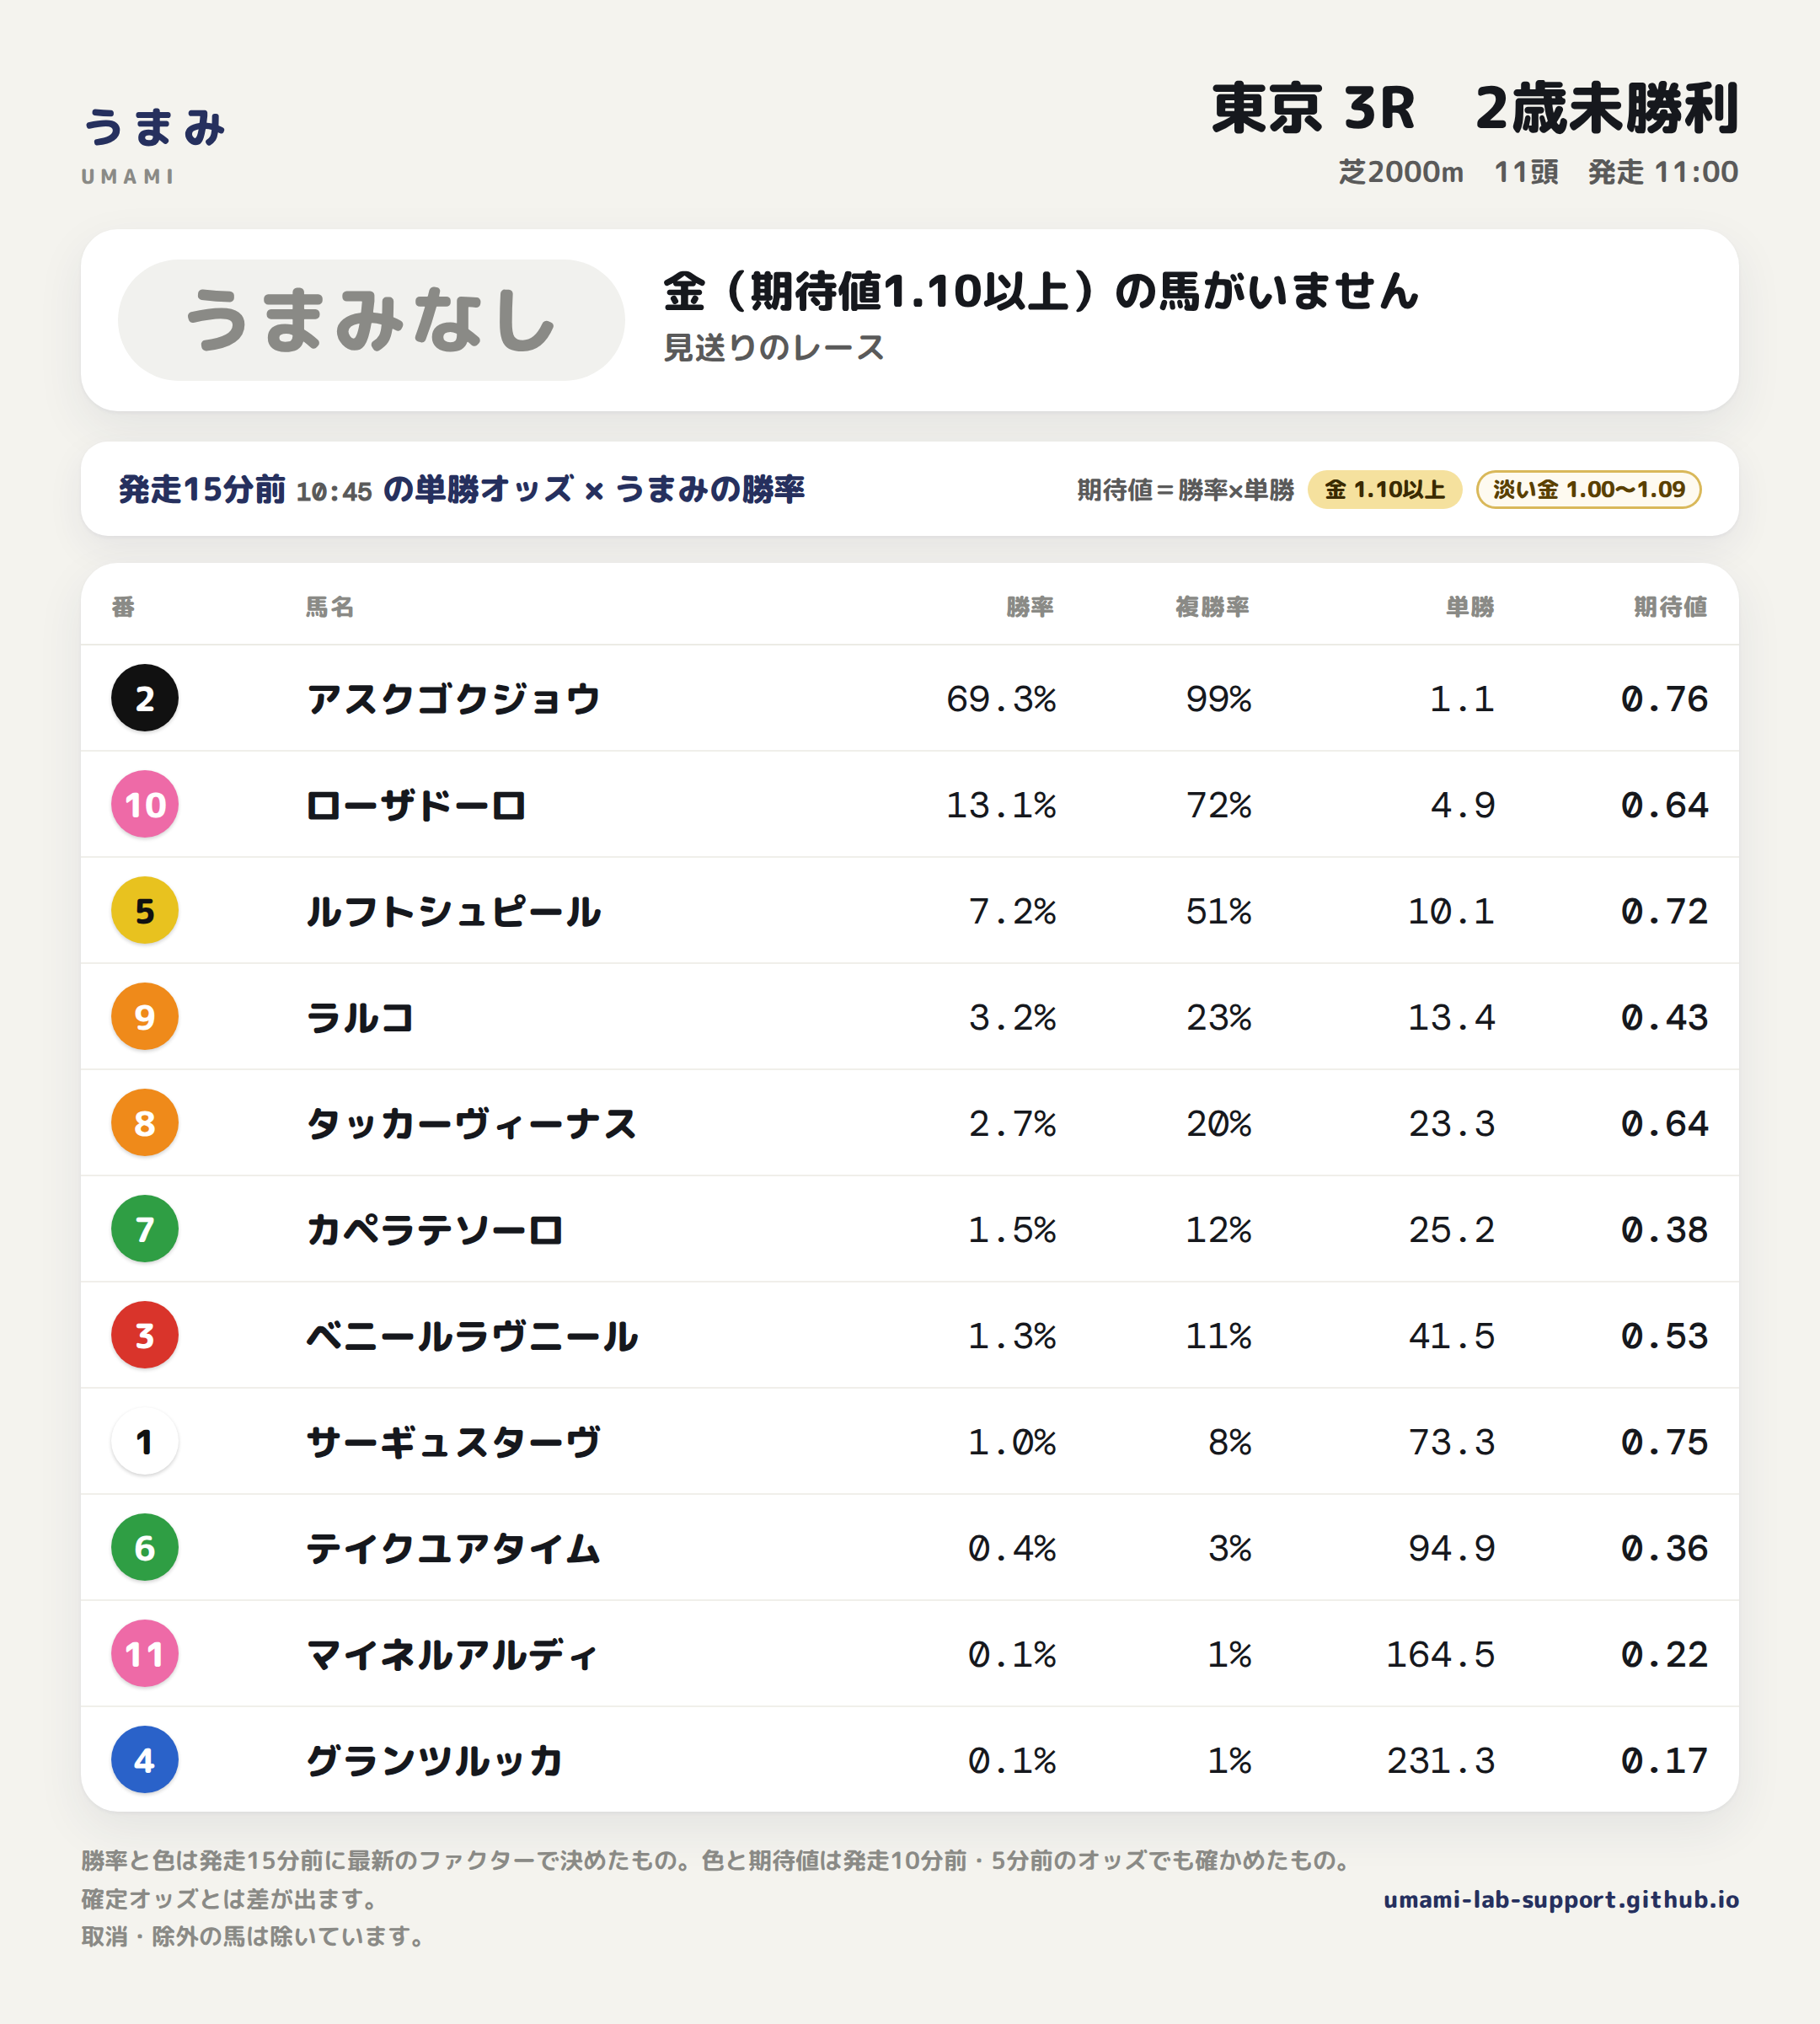 うまみ
UMAMI
東京 3R　2歳未勝利
芝2000m　11頭　発走 11:00
うまみなし
金（期待値1.10以上）の馬がいません
見送りのレース
発走15分前 10:45 の単勝オッズ × うまみの勝率
期待値＝勝率×単勝 金 1.10以上 淡い金 1.00〜1.09
番 馬名 勝率 複勝率 単勝 期待値
2 アスクゴクジョウ 69.3% 99% 1.1 0.76
10 ローザドーロ 13.1% 72% 4.9 0.64
5 ルフトシュピール 7.2% 51% 10.1 0.72
9 ラルコ 3.2% 23% 13.4 0.43
8 タッカーヴィーナス 2.7% 20% 23.3 0.64
7 カペラテソーロ 1.5% 12% 25.2 0.38
3 ベニールラヴニール 1.3% 11% 41.5 0.53
1 サーギュスターヴ 1.0% 8% 73.3 0.75
6 テイクユアタイム 0.4% 3% 94.9 0.36
11 マイネルアルディ 0.1% 1% 164.5 0.22
4 グランツルッカ 0.1% 1% 231.3 0.17
勝率と色は発走15分前に最新のファクターで決めたもの。色と期待値は発走10分前・5分前のオッズでも確かめたもの。
確定オッズとは差が出ます。
取消・除外の馬は除いています。
umami-lab-support.github.io